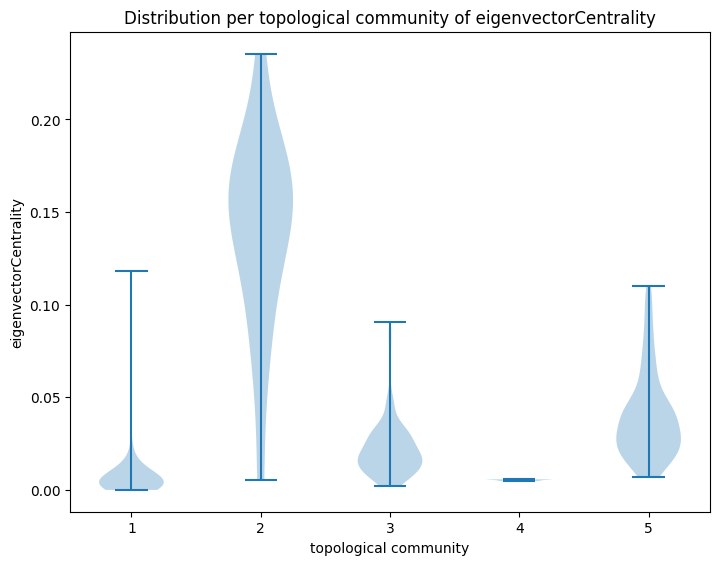 Distribution per topological community of eigenvectorCentrality
eigenvectorCentrality
0.20
0.15
0.10
0.05
0.00
1 2 3 4 5
topological community